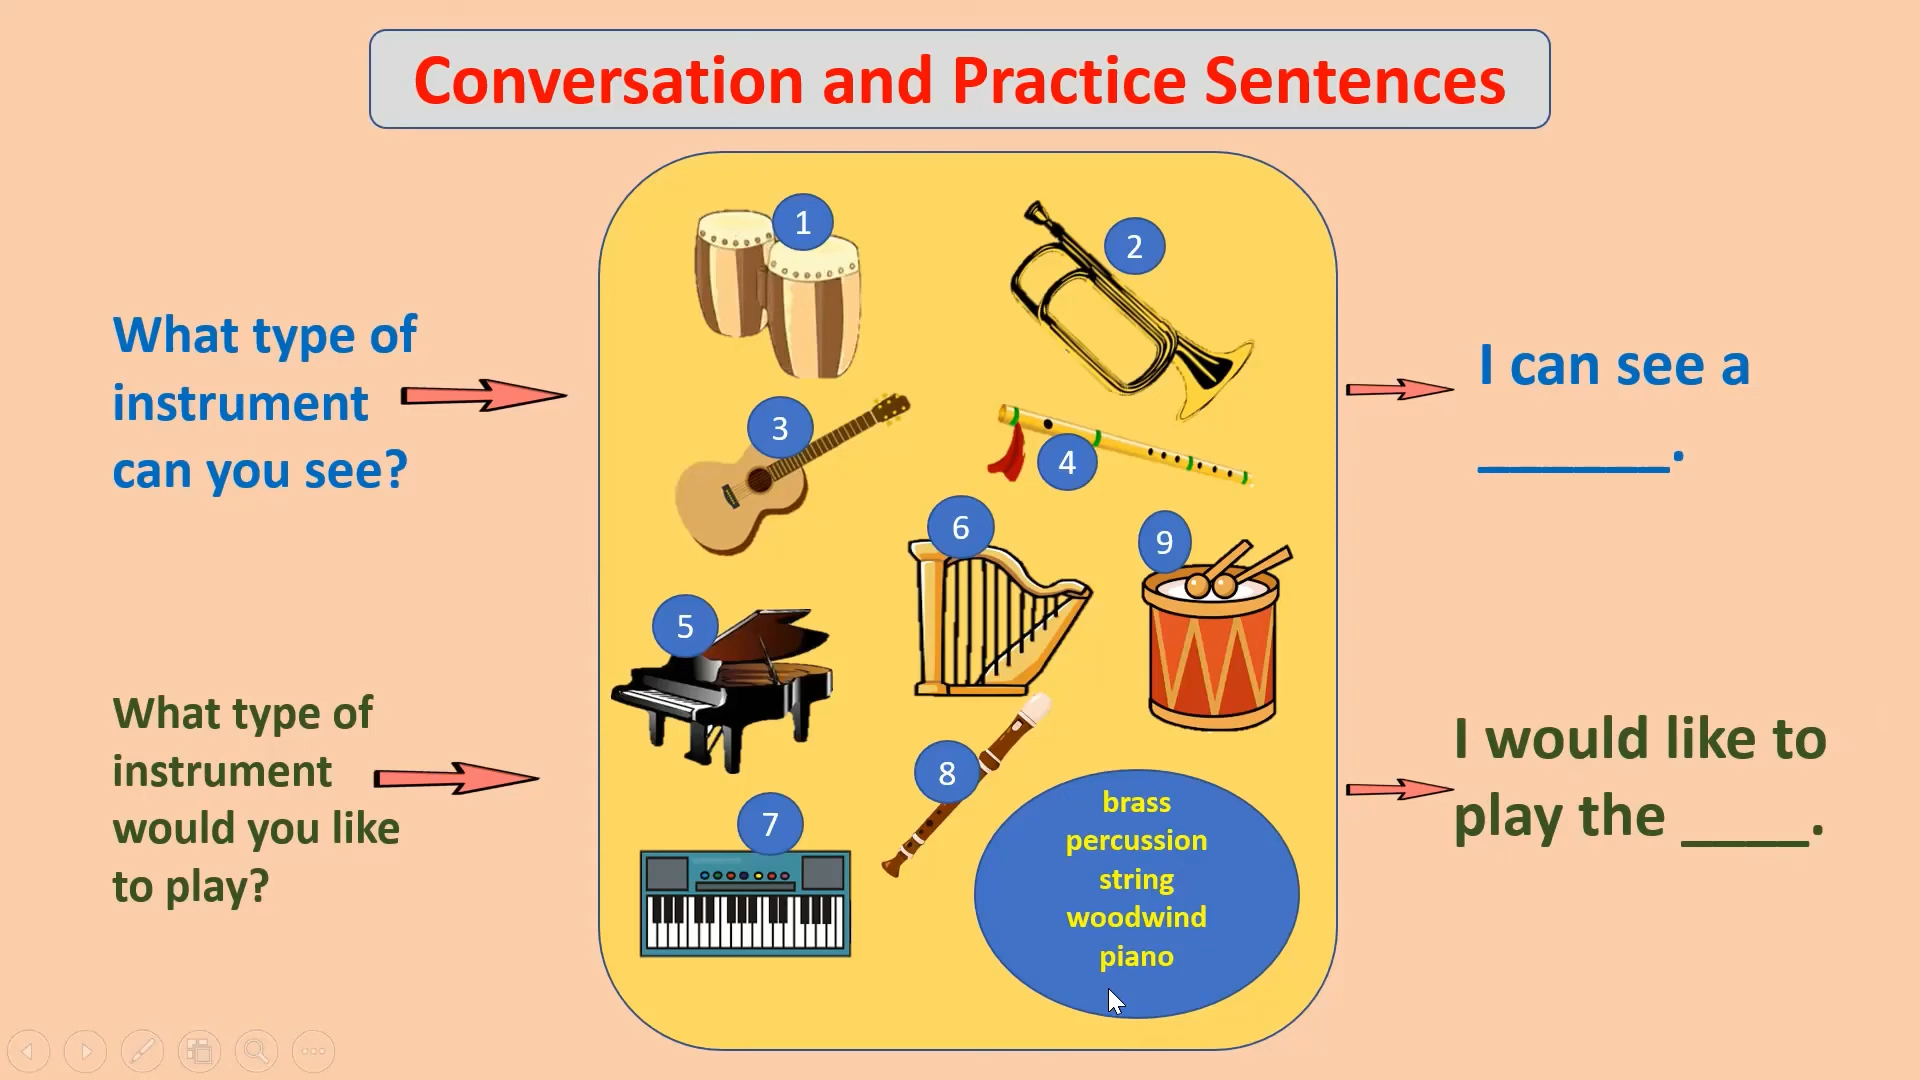 Conversation and Practice Sentences
What type of
instrument
can you see?
What type of
instrument
would you like
to play?
1
2
3
4
5
6
9
7
8
brass
percussion
string
woodwind
piano
I can see a
______.
I would like to
play the ____.